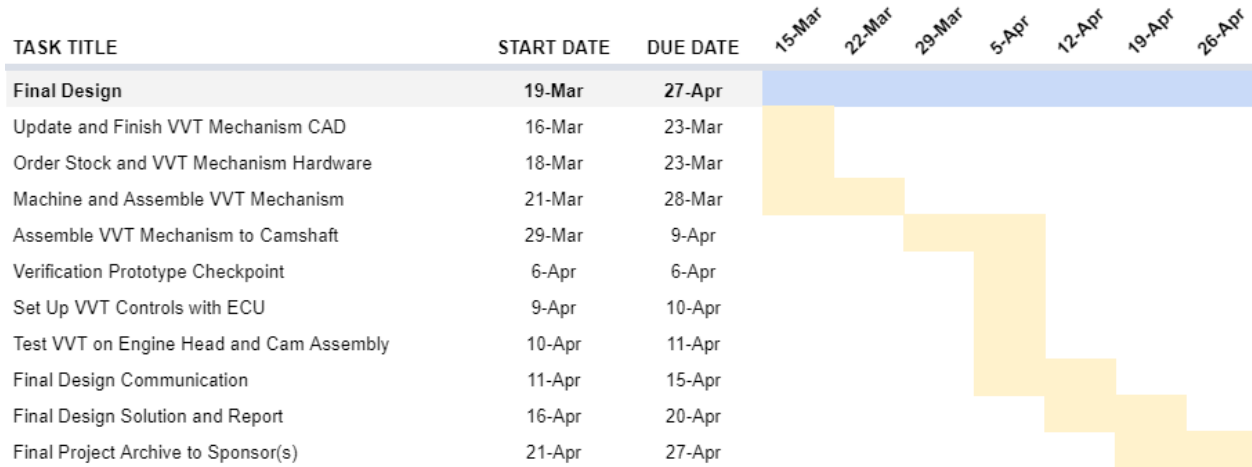 TASK TITLE START DATE DUE DATE 15-Mar 22-Mar 29-Mar 5-Apr 12-Apr 19-Apr 26-Apr
Final Design 19-Mar 27-Apr
Update and Finish VVT Mechanism CAD 16-Mar 23-Mar
Order Stock and VVT Mechanism Hardware 18-Mar 23-Mar
Machine and Assemble VVT Mechanism 21-Mar 28-Mar
Assemble VVT Mechanism to Camshaft 29-Mar 9-Apr
Verification Prototype Checkpoint 6-Apr 6-Apr
Set Up VVT Controls with ECU 9-Apr 10-Apr
Test VVT on Engine Head and Cam Assembly 10-Apr 11-Apr
Final Design Communication 11-Apr 15-Apr
Final Design Solution and Report 16-Apr 20-Apr
Final Project Archive to Sponsor(s) 21-Apr 27-Apr